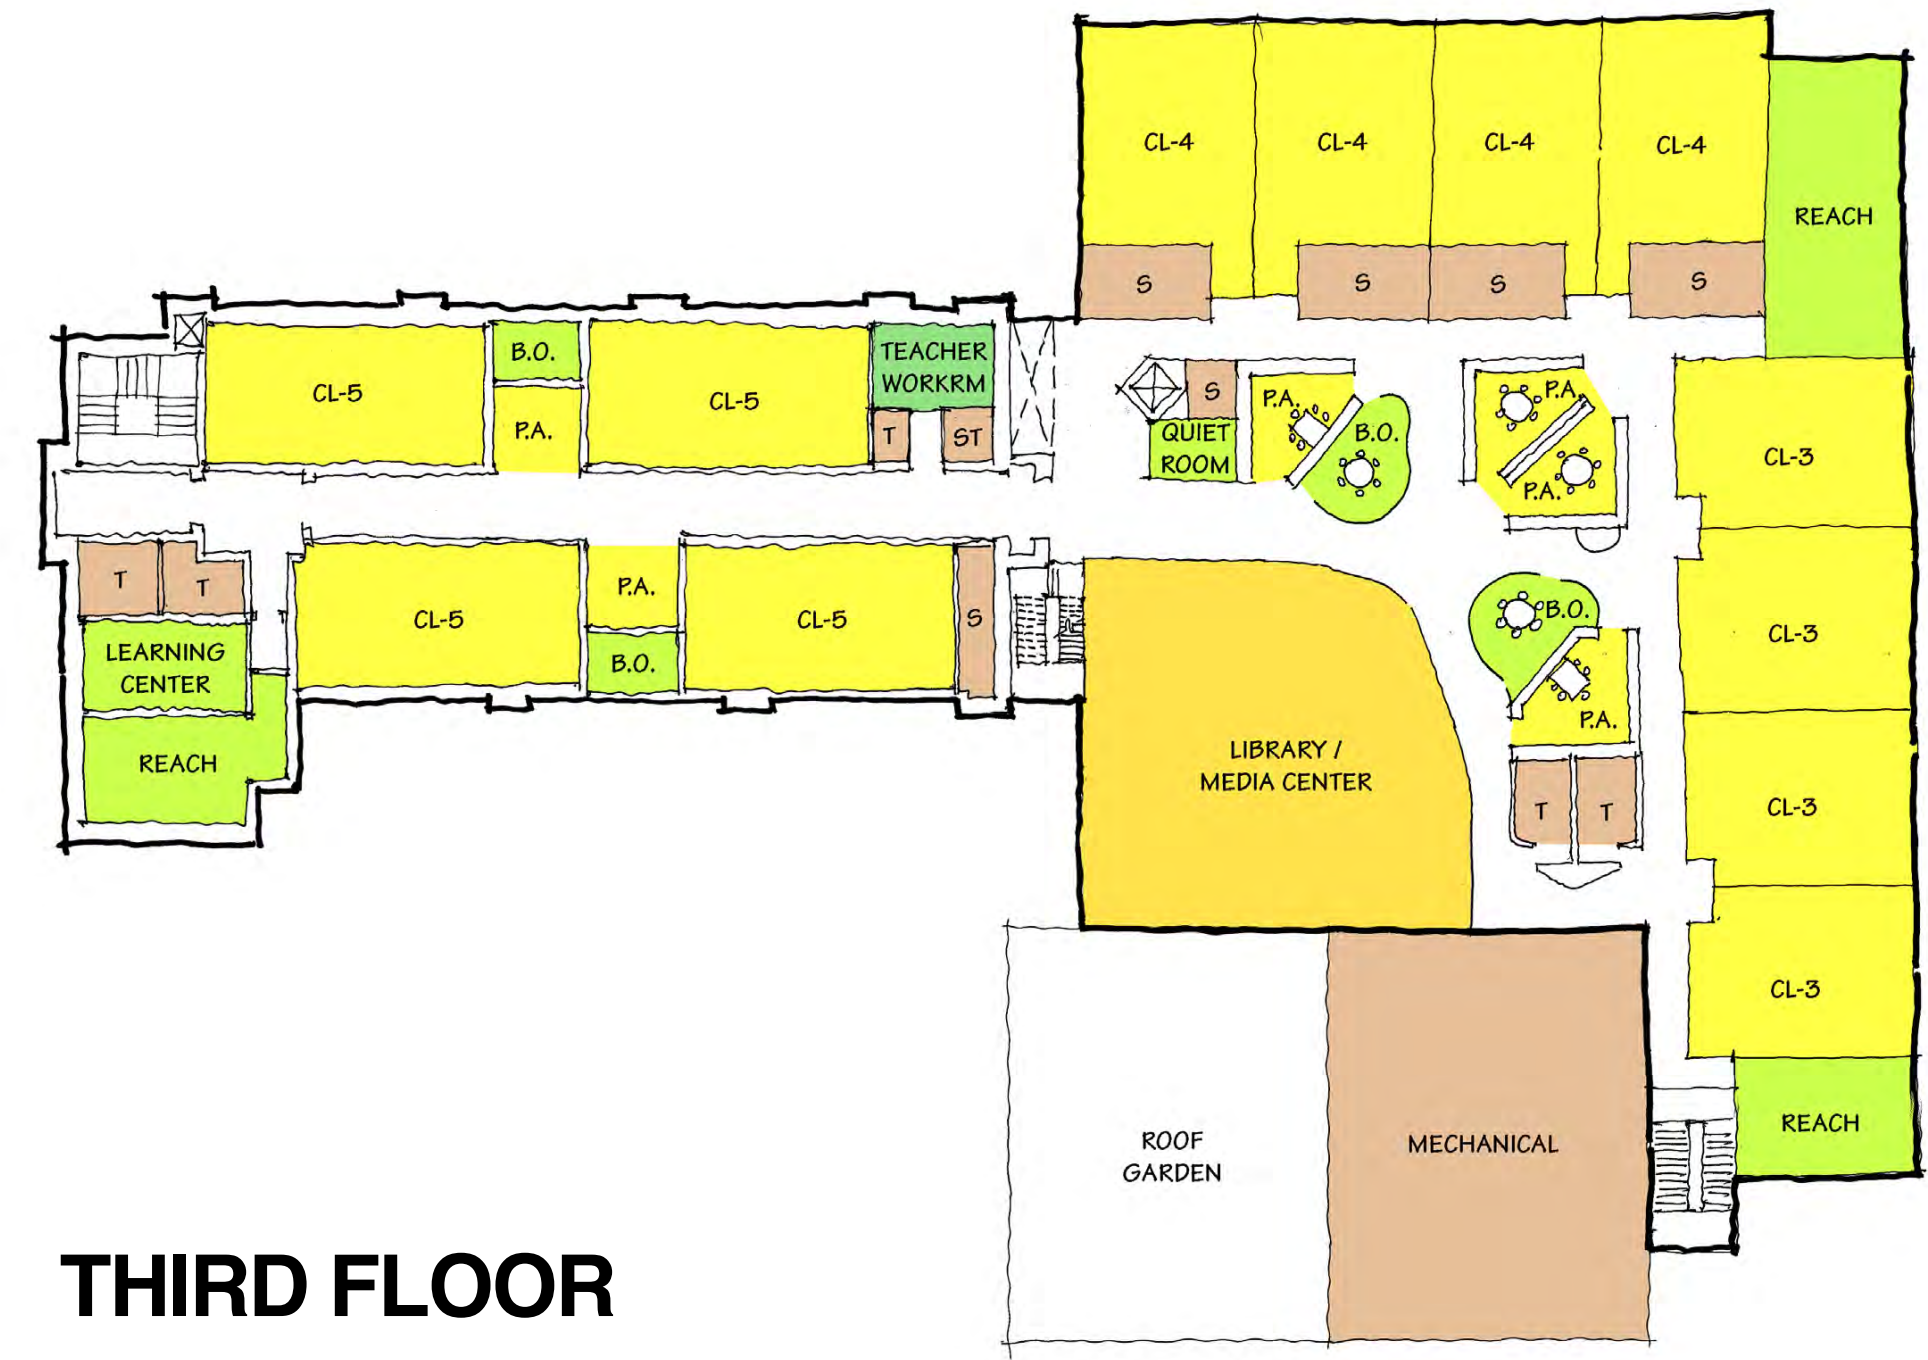 CL-4
CL-4
CL-4
CL-4
REACH
S
S
S
S
CL-5
B.O.
P.A.
CL-5
TEACHER
WORKRM
T
ST
S
QUIET
ROOM
P.A.
B.O.
P.A.
P.A.
CL-3
T
T
LEARNING
CENTER
REACH
CL-5
P.A.
B.O.
CL-5
S
B.O.
P.A.
CL-3
LIBRARY /
MEDIA CENTER
T
T
CL-3
CL-3
ROOF
GARDEN
MECHANICAL
REACH
THIRD FLOOR